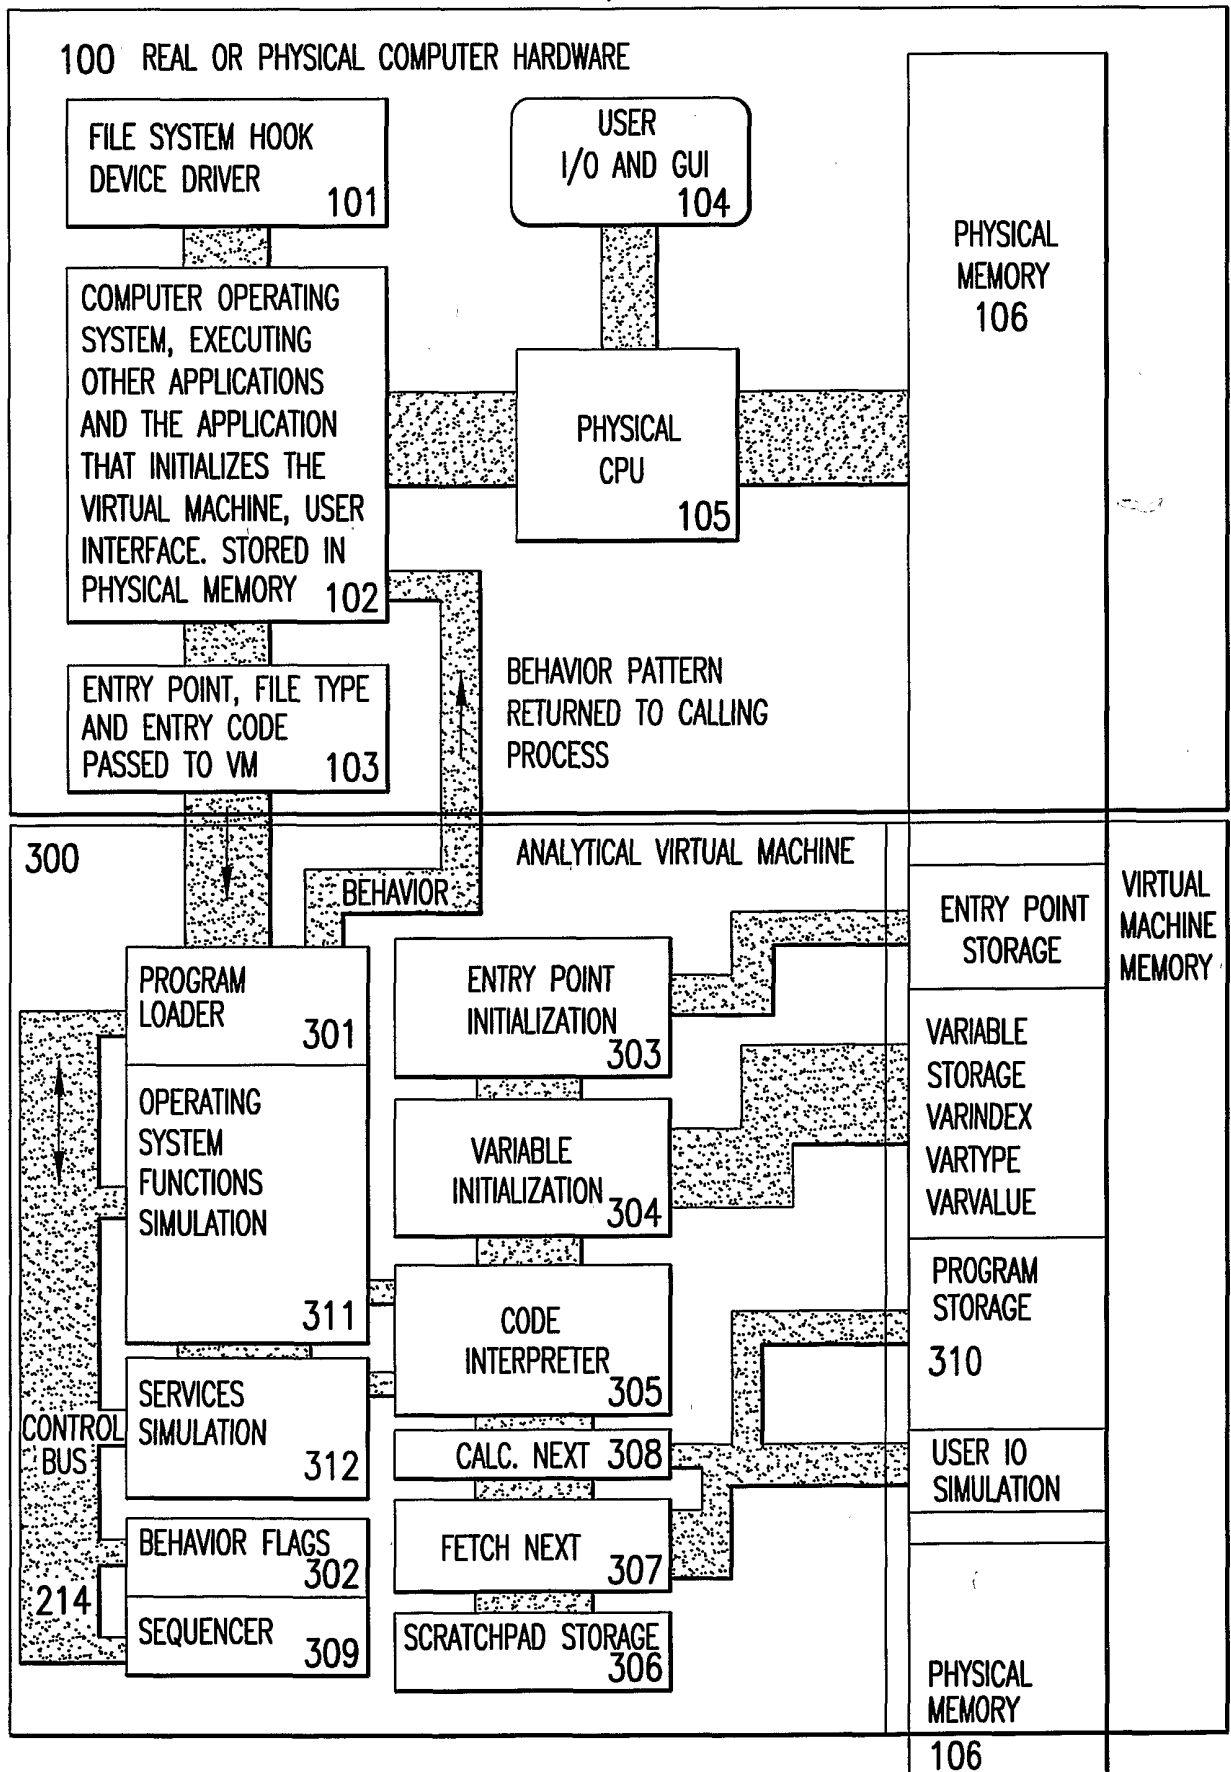 100 REAL OR PHYSICAL COMPUTER HARDWARE
FILE SYSTEM HOOK
DEVICE DRIVER
101
USER
I/O AND GUI
104
PHYSICAL
MEMORY
106
COMPUTER OPERATING
SYSTEM, EXECUTING
OTHER APPLICATIONS
AND THE APPLICATION
THAT INITIALIZES THE
VIRTUAL MACHINE, USER
INTERFACE. STORED IN
PHYSICAL MEMORY 102
PHYSICAL
CPU
105
ENTRY POINT, FILE TYPE
AND ENTRY CODE
PASSED TO VM 103
BEHAVIOR PATTERN
RETURNED TO CALLING
PROCESS
300
ANALYTICAL VIRTUAL MACHINE
BEHAVIOR
VIRTUAL
MACHINE
MEMORY
PROGRAM
LOADER
301
OPERATING
SYSTEM
FUNCTIONS
SIMULATION
311
SERVICES
SIMULATION
312
CONTROL
BUS
BEHAVIOR FLAGS
302
214
SEQUENCER
309
ENTRY POINT
INITIALIZATION
303
VARIABLE
INITIALIZATION
304
CODE
INTERPRETER
305
CALC. NEXT 308
FETCH NEXT 307
SCRATCHPAD STORAGE
306
ENTRY POINT
STORAGE
VARIABLE
STORAGE
VARINDEX
VARTYPE
VARVALUE
PROGRAM
STORAGE
310
USER IO
SIMULATION
PHYSICAL
MEMORY
106